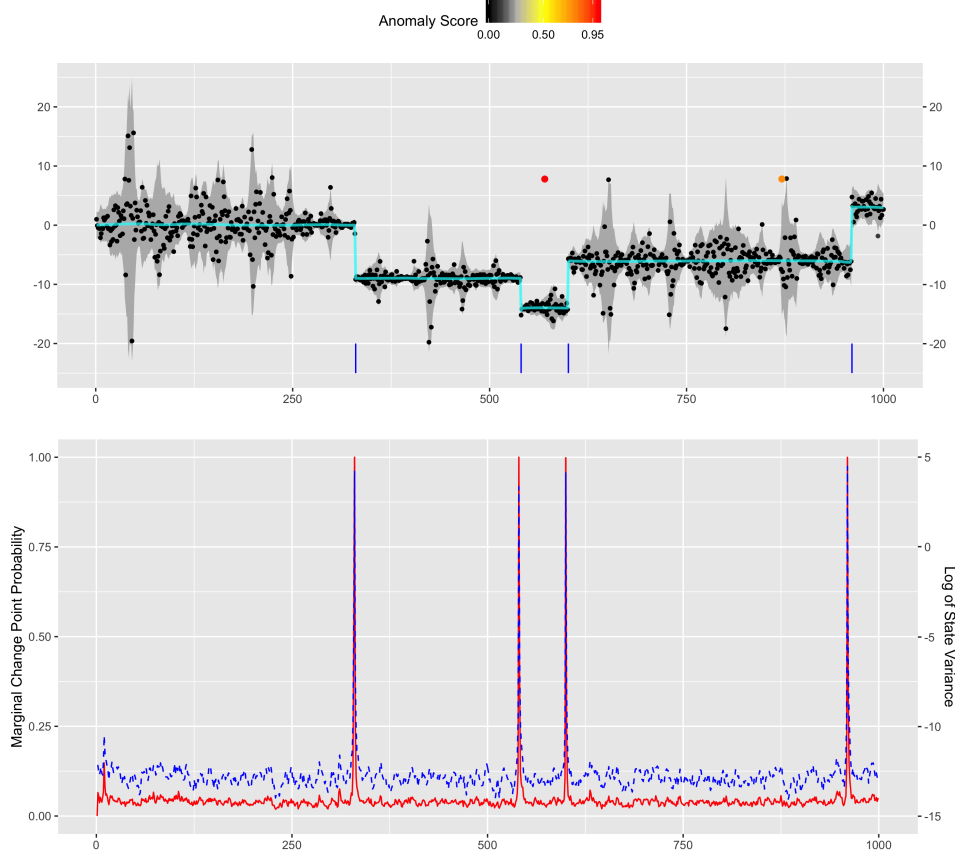 Anomaly Score
0.00 0.50 0.95
20 20
10 10
0 0
-10 -10
-20 -20
0 250 500 750 1000
Marginal Change Point Probability
Log of State Variance
1.00 5
0.75 0
0.50 -5
0.25 -10
0.00 -15
0 250 500 750 1000